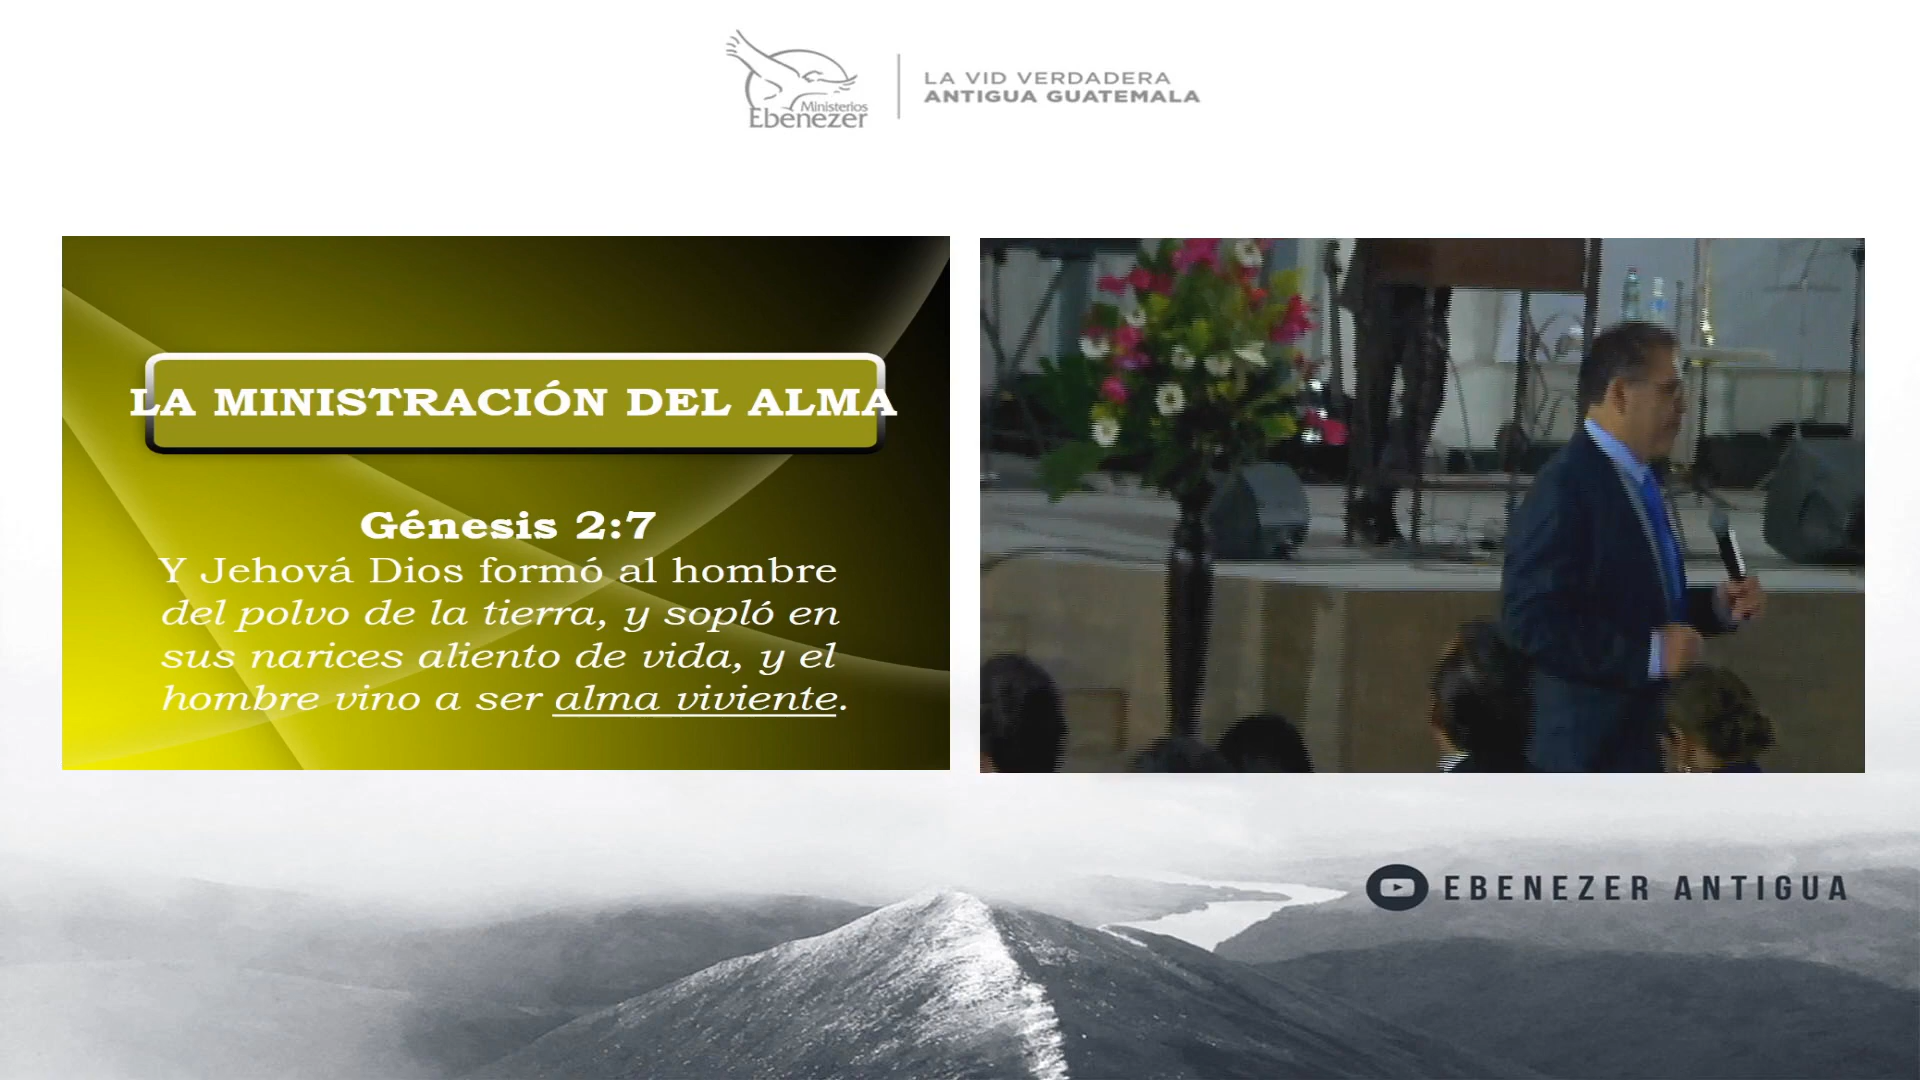 Ministerios
Ebenezer
LA VID VERDADERA
ANTIGUA GUATEMALA
LA MINISTRACIÓN DEL ALMA
Génesis 2:7
Y Jehová Dios formó al hombre
del polvo de la tierra, y sopló en
sus narices aliento de vida, y el
hombre vino a ser alma viviente.
EBENEZER ANTIGUA